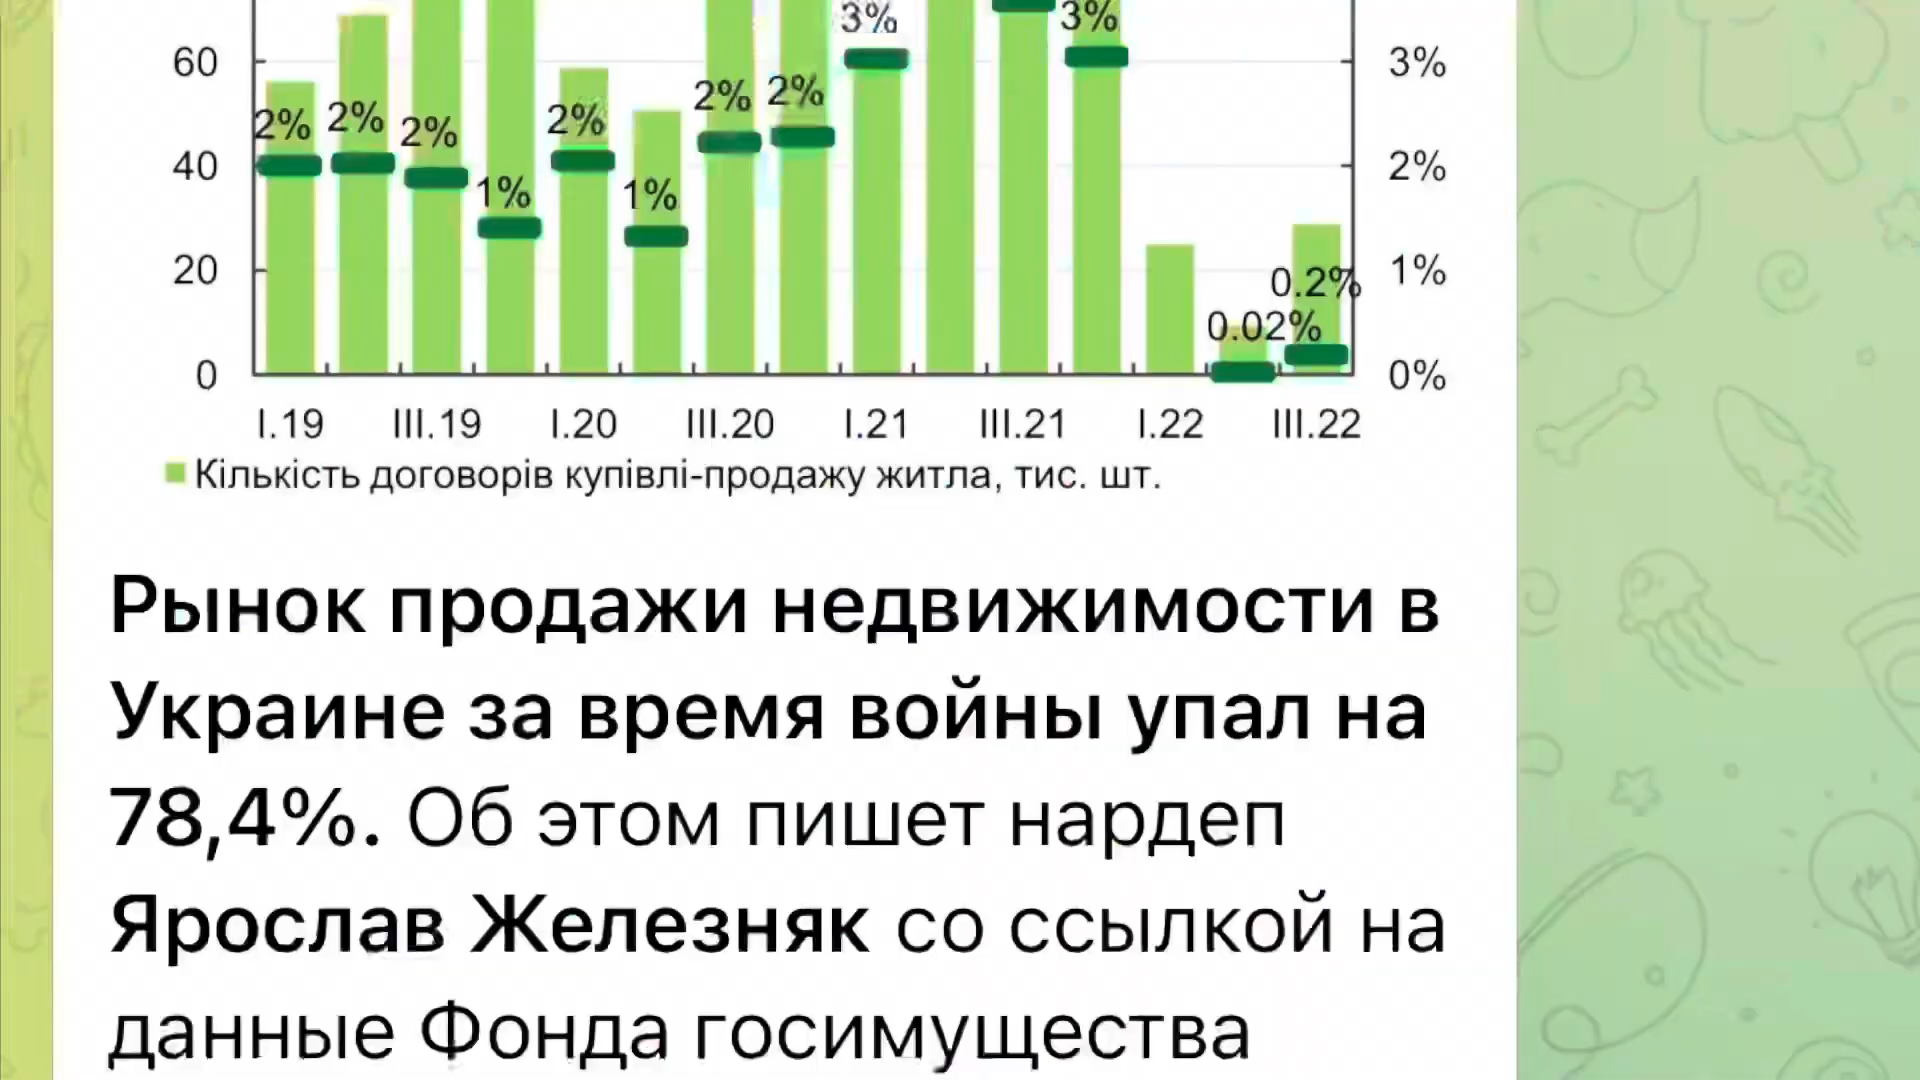 3% 3%
60 3%
2% 2% 2% 2% 2% 2%
40 2%
1% 1%
20 1%
0.2%
0.02%
0 0%
I.19 III.19 I.20 III.20 I.21 III.21 I.22 III.22
Кількість договорів купівлі-продажу житла, тис. шт.
Рынок продажи недвижимости в
Украине за время войны упал на
78,4%. Об этом пишет нардеп
Ярослав Железняк со ссылкой на
данные Фонда госимущества